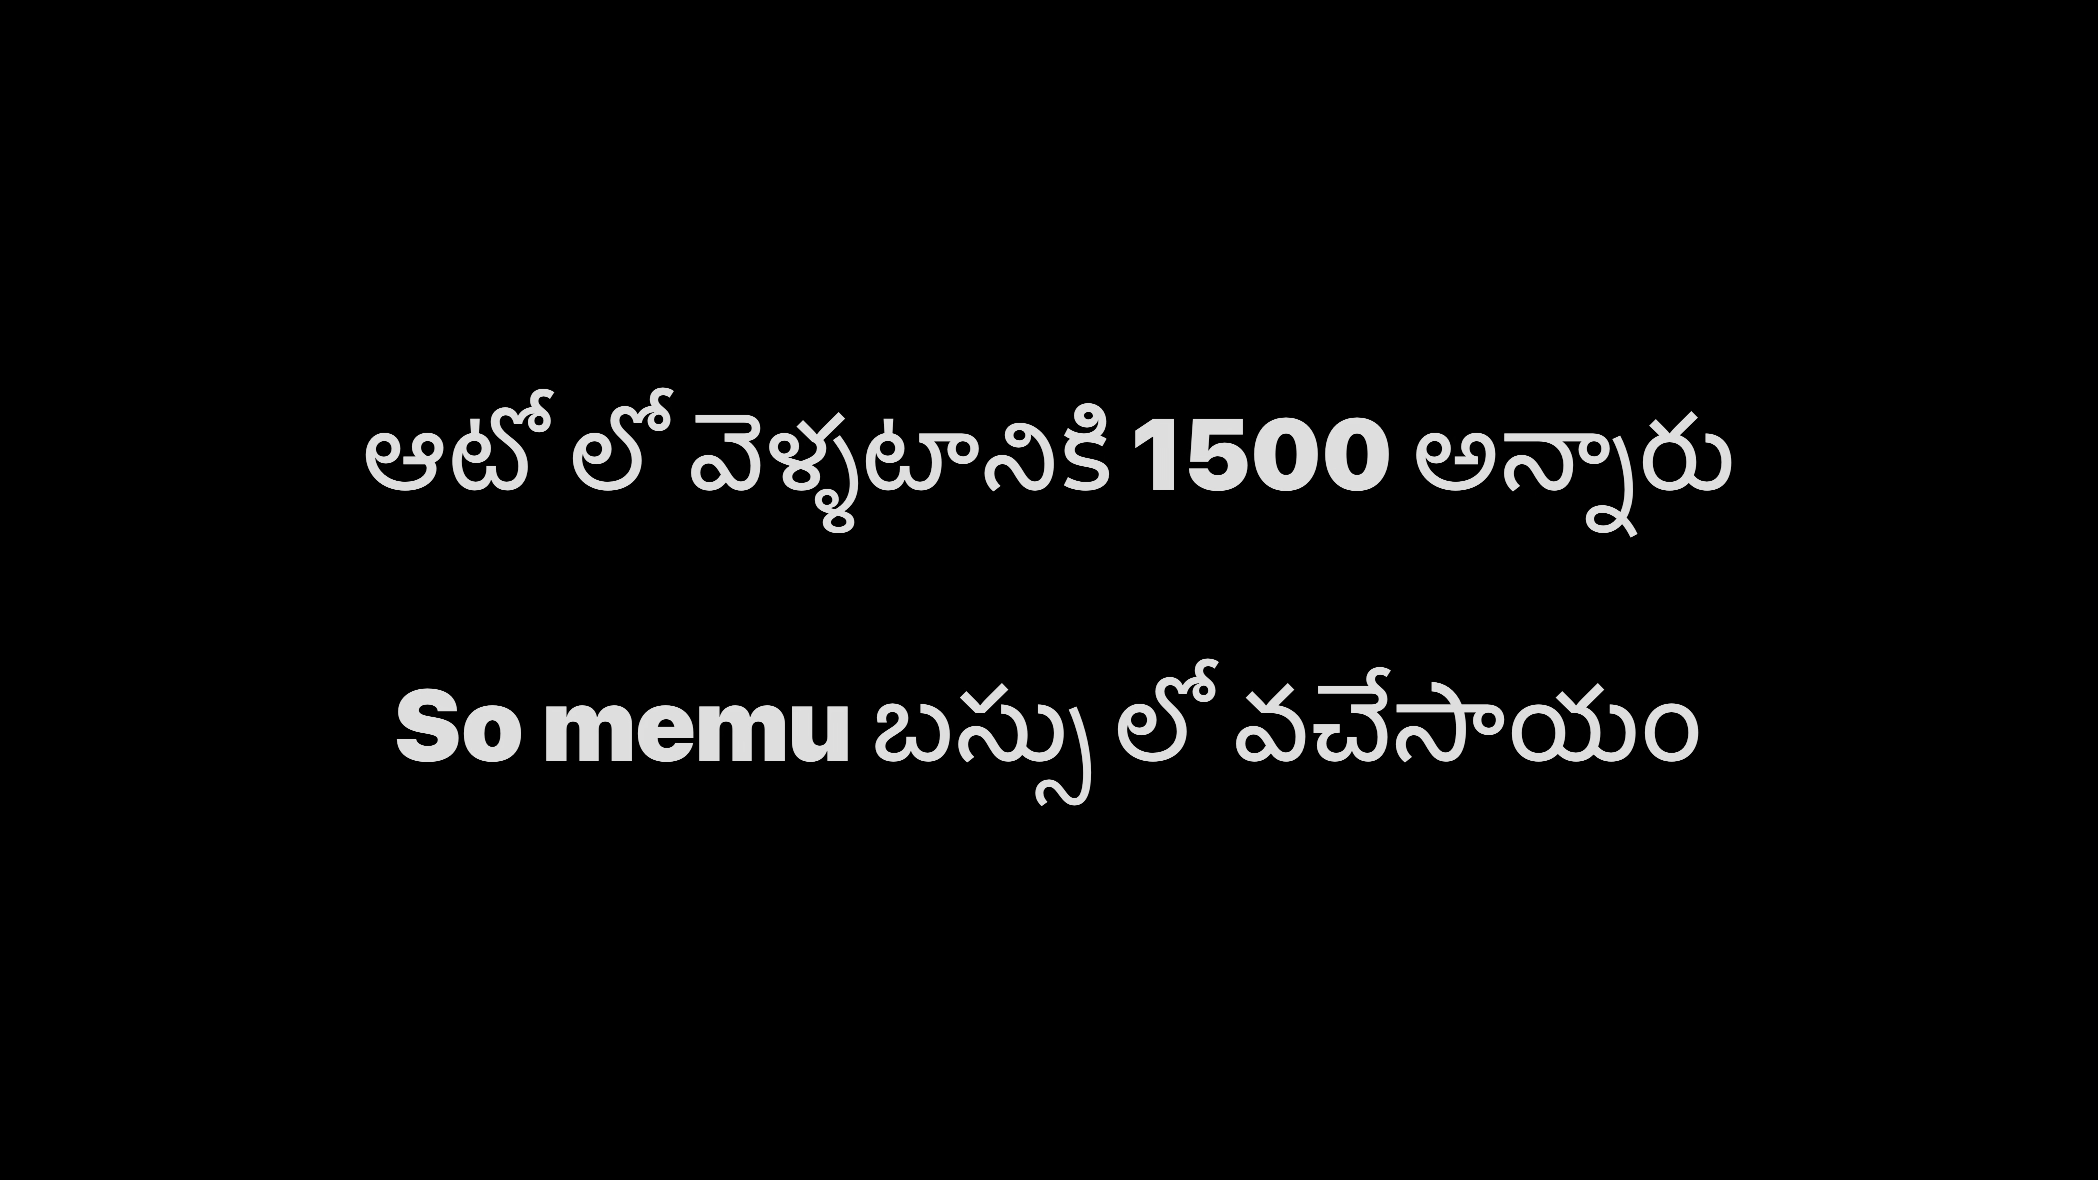 ఆటో లో వెళ్ళటానికి 1500 అన్నారు
So memu బస్సు లో వచేసాయం